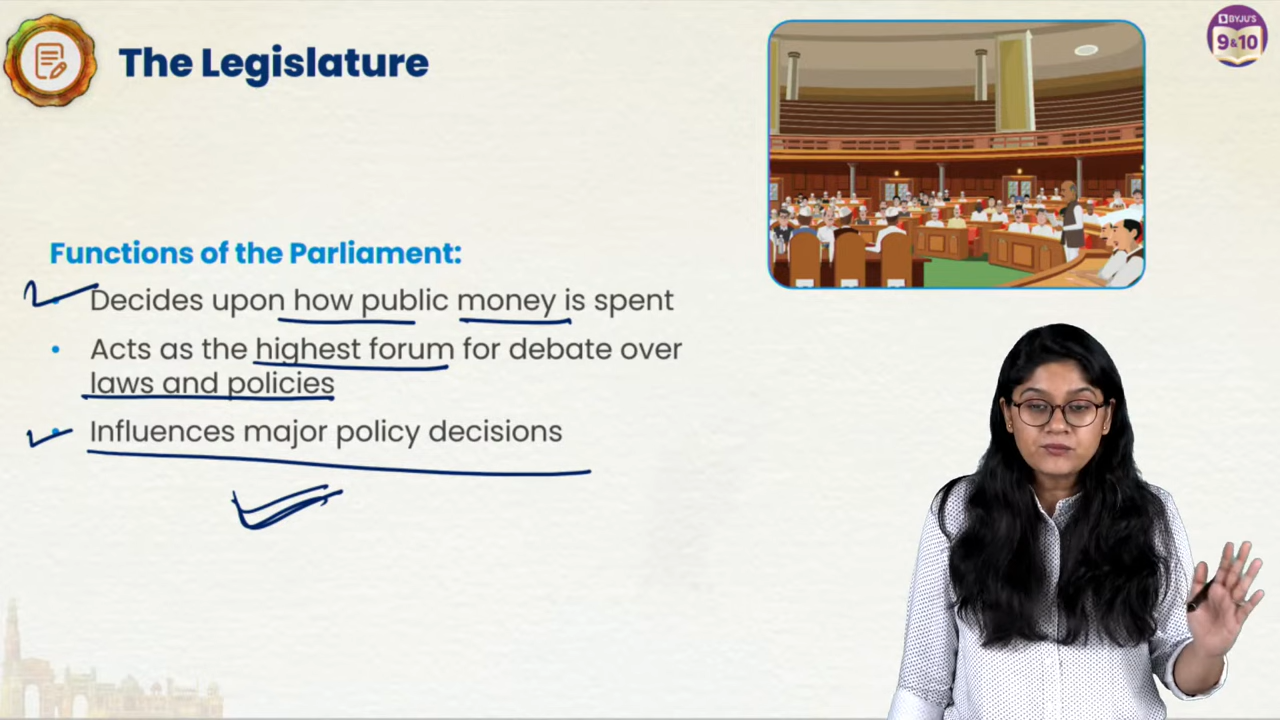 The Legislature
BYJU'S
9&10
Functions of the Parliament:
• Decides upon how public money is spent
• Acts as the highest forum for debate over
laws and policies
• Influences major policy decisions